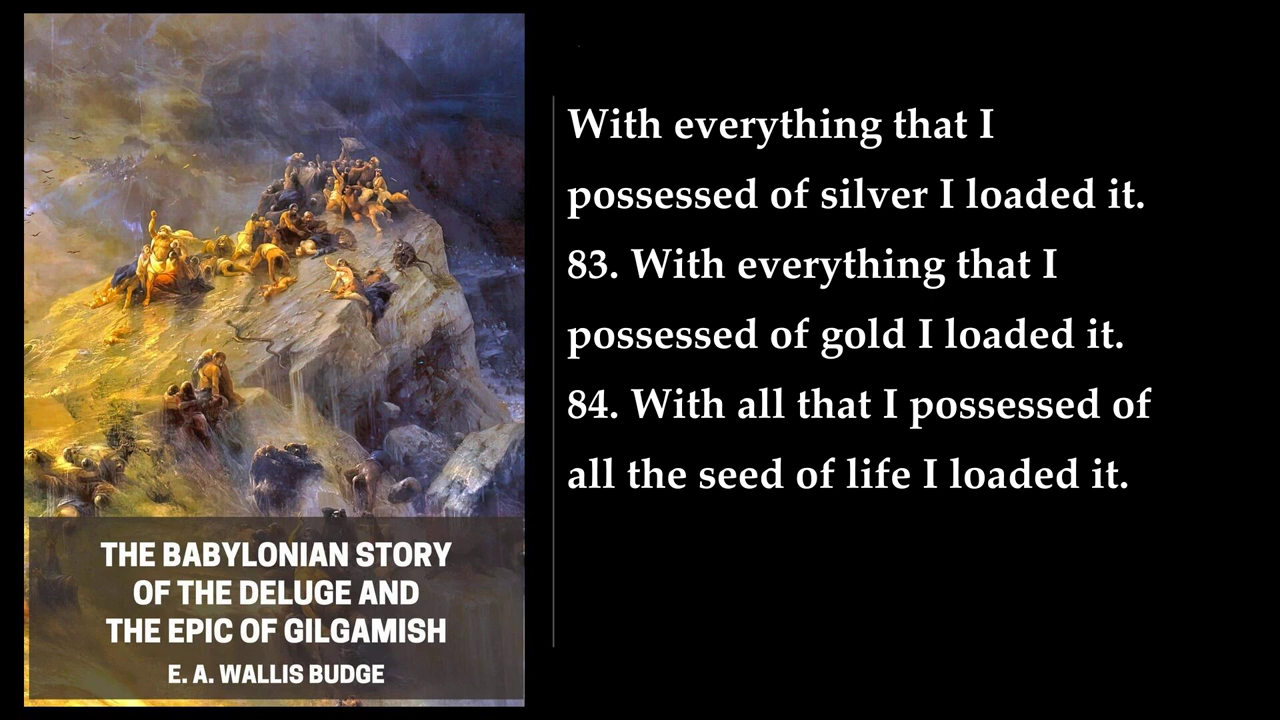 With everything that I
possessed of silver I loaded it.
83. With everything that I
possessed of gold I loaded it.
84. With all that I possessed of
all the seed of life I loaded it.
THE BABYLONIAN STORY
OF THE DELUGE AND
THE EPIC OF GILGAMISH
E. A. WALLIS BUDGE